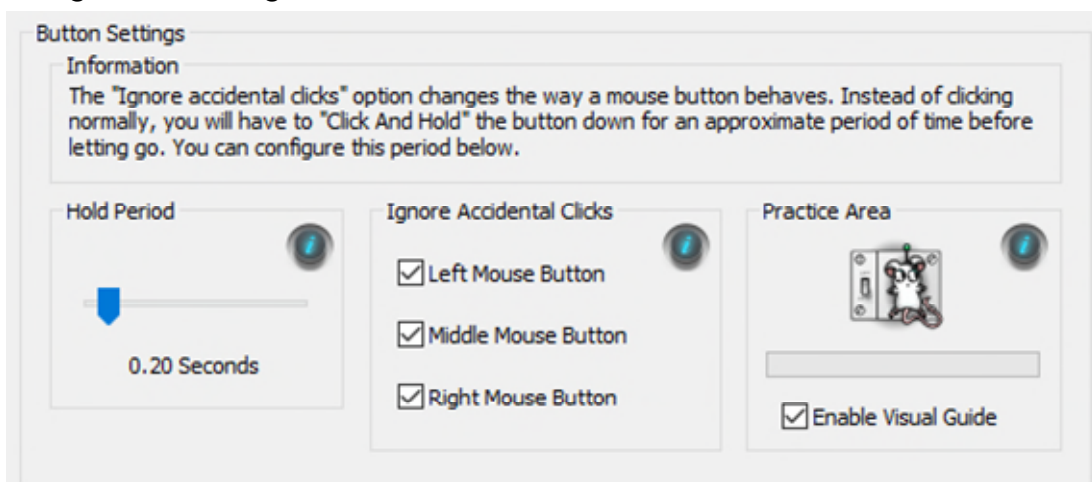 Button Settings
Information
The "Ignore accidental clicks" option changes the way a mouse button behaves. Instead of clicking
normally, you will have to "Click And Hold" the button down for an approximate period of time before
letting go. You can configure this period below.
Hold Period
0.20 Seconds
Ignore Accidental Clicks
Left Mouse Button
Middle Mouse Button
Right Mouse Button
Practice Area
Enable Visual Guide